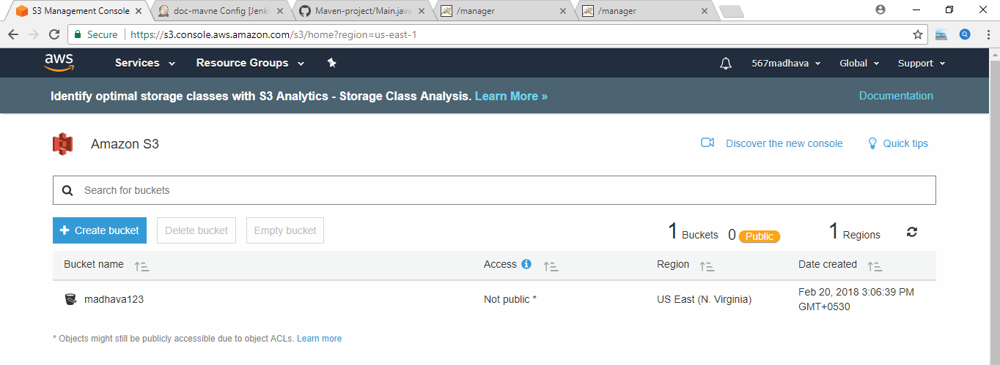 S3 Management Console
doc-mavne Config [Jenk
Maven-project/Main.java
/manager
/manager
Secure https://s3.console.aws.amazon.com/s3/home?region=us-east-1
aws Services Resource Groups 567madhava Global Support
Identify optimal storage classes with S3 Analytics - Storage Class Analysis. Learn More » Documentation
Amazon S3 Discover the new console Quick tips
Search for buckets
+ Create bucket Delete bucket Empty bucket 1 Buckets 0 Public 1 Regions
Bucket name Access Region Date created
madhava123 Not public * US East (N. Virginia) Feb 20, 2018 3:06:39 PM
GMT+0530
* Objects might still be publicly accessible due to object ACLs. Learn more